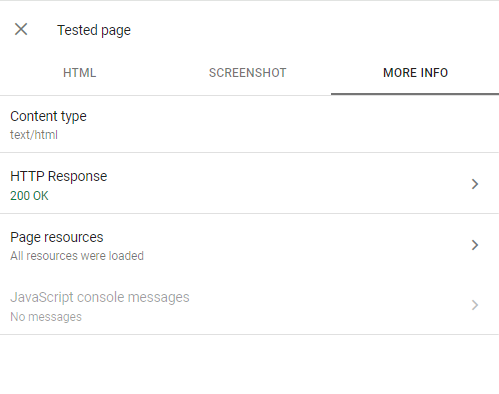 Tested page
HTML SCREENSHOT MORE INFO
Content type
text/html
HTTP Response
200 OK
Page resources
All resources were loaded
JavaScript console messages
No messages